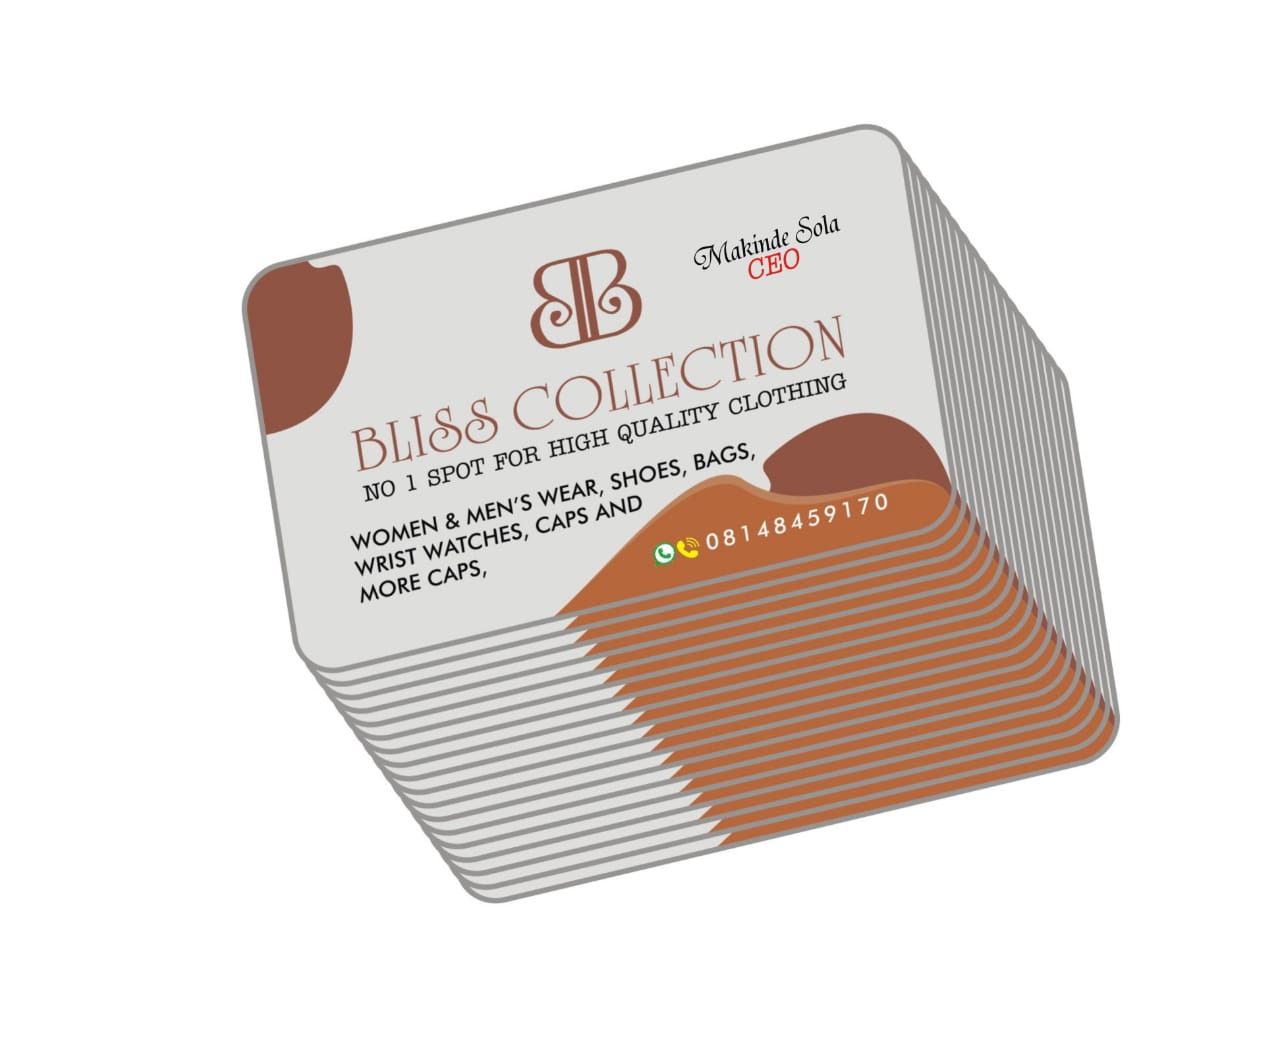 Makinde Sola
CEO
BLISS COLLECTION
NO 1 SPOT FOR HIGH QUALITY CLOTHING
WOMEN & MEN'S WEAR, SHOES, BAGS,
WRIST WATCHES, CAPS AND
MORE CAPS,
08148459170